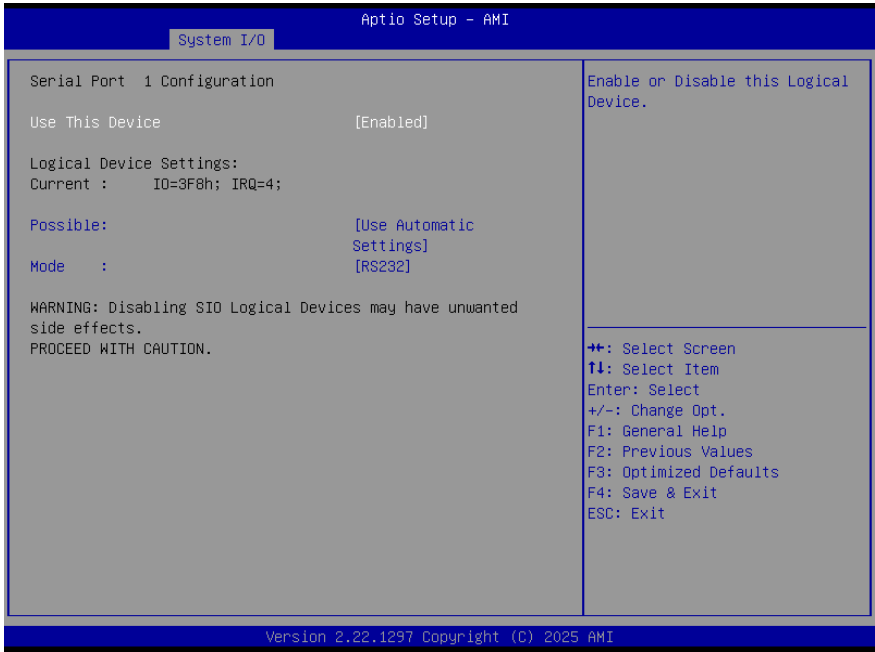 Aptio Setup – AMI
System I/O
Serial Port  1 Configuration
Use This Device [Enabled]
Logical Device Settings:
Current :     IO=3F8h; IRQ=4;
Possible: [Use Automatic
Settings]
Mode    : [RS232]
WARNING: Disabling SIO Logical Devices may have unwanted
side effects.
PROCEED WITH CAUTION.
Enable or Disable this Logical
Device.
→←: Select Screen
↑↓: Select Item
Enter: Select
+/-: Change Opt.
F1: General Help
F2: Previous Values
F3: Optimized Defaults
F4: Save & Exit
ESC: Exit
Version 2.22.1297 Copyright (C) 2025 AMI